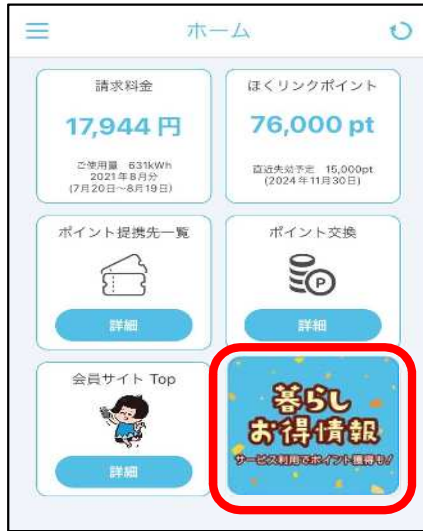 ホーム
請求料金
17,944 円
ご使用量 631kWh
2021年8月分
(7月20日～8月19日)
ほくリンクポイント
76,000 pt
直近失効予定 15,000pt
(2024年11月30日)
ポイント提携先一覧
詳細
ポイント交換
P
詳細
会員サイト Top
詳細
暮らし
お得情報
サービス利用でポイント獲得も!